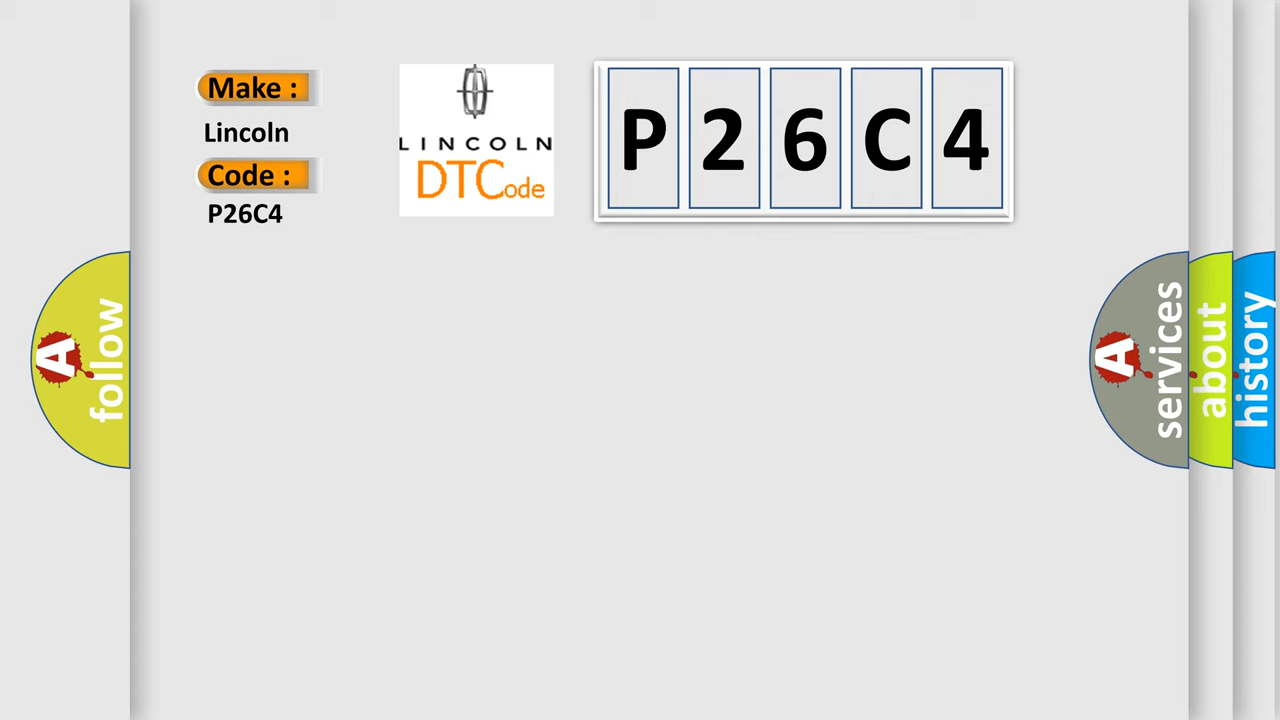 Make :
Lincoln
Code :
P26C4
LINCOLN
DTCode
P 2 6 C 4
A follow
A services
about
history